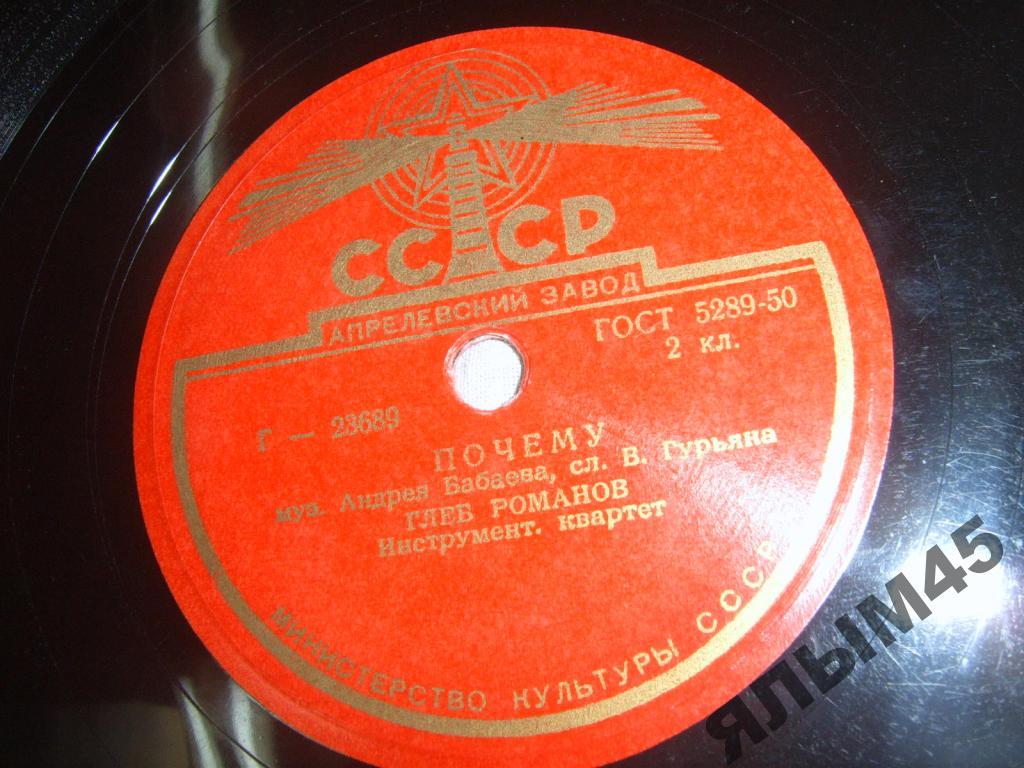 СССР
АПРЕЛЕВСКИЙ ЗАВОД
ГОСТ 5289-50
2 кл.
Г — 23689
ПОЧЕМУ
муз. Андрея Бабаева, сл. В. Гурьяна
ГЛЕБ РОМАНОВ
Инструмент. квартет
МИНИСТЕРСТВО КУЛЬТУРЫ СССР
ЯЛЫМ45